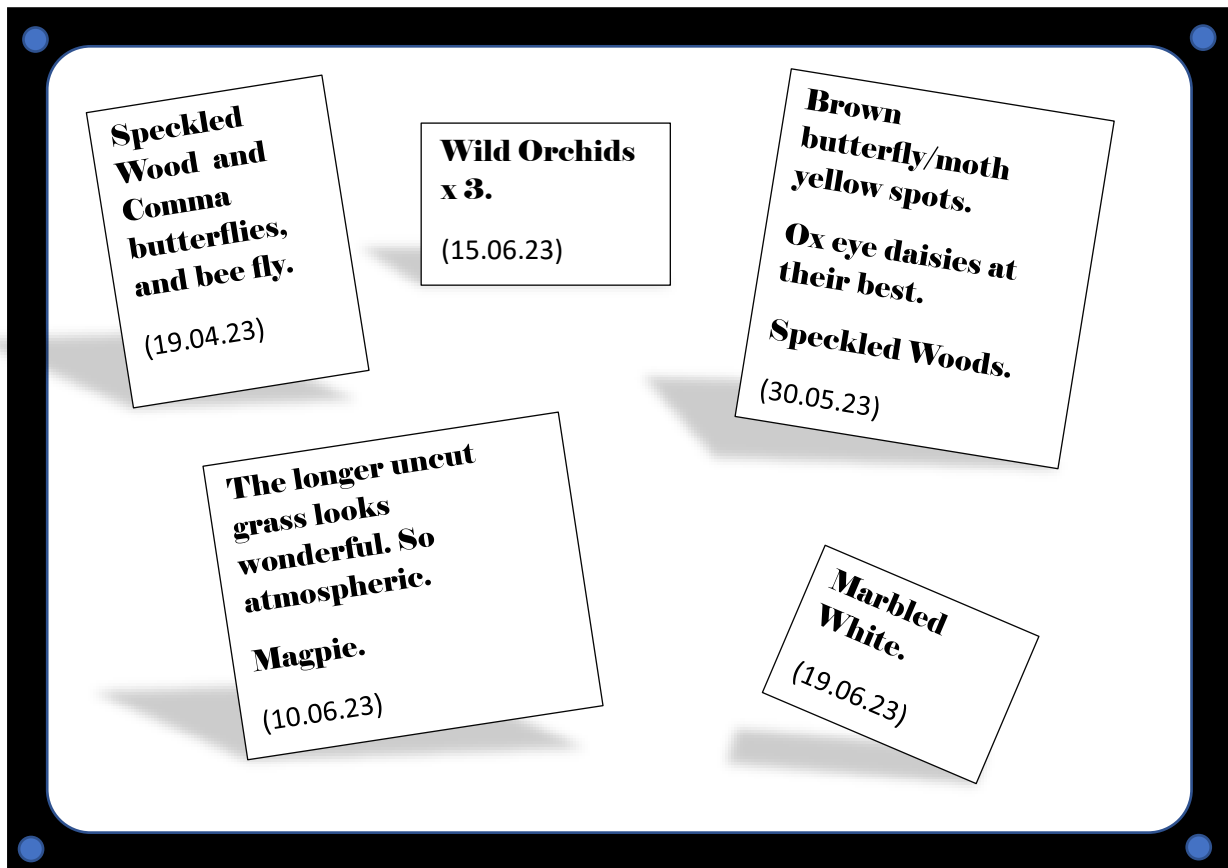 Speckled
Wood  and
Comma
butterflies,
and bee fly.
(19.04.23)
Wild Orchids
x 3.
(15.06.23)
Brown
butterfly/moth
yellow spots.
Ox eye daisies at
their best.
Speckled Woods.
(30.05.23)
The longer uncut
grass looks
wonderful. So
atmospheric.
Magpie.
(10.06.23)
Marbled
White.
(19.06.23)